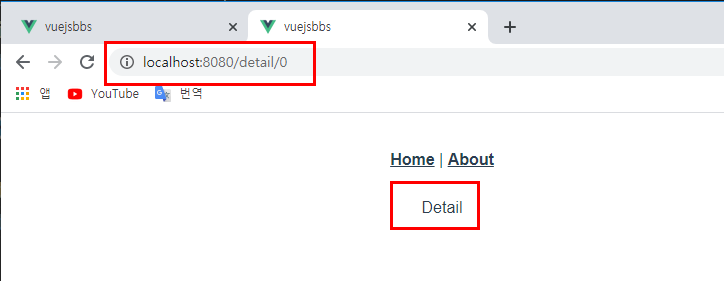 vuejsbbs vuejsbbs
localhost:8080/detail/0
앱 YouTube 번역
Home | About
Detail